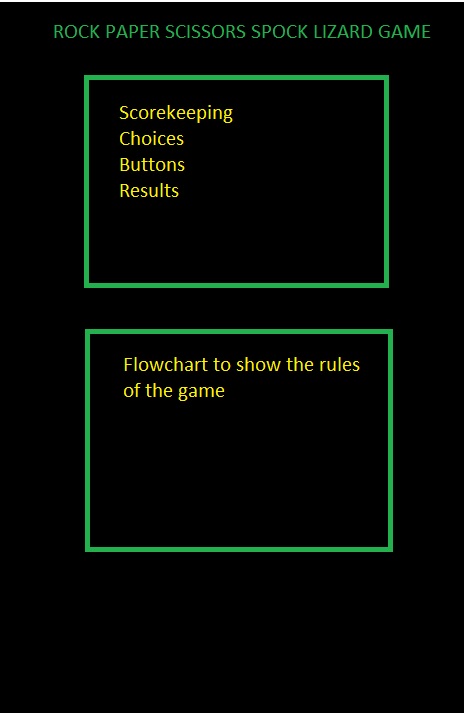 ROCK PAPER SCISSORS SPOCK LIZARD GAME
Scorekeeping
Choices
Buttons
Results
Flowchart to show the rules
of the game